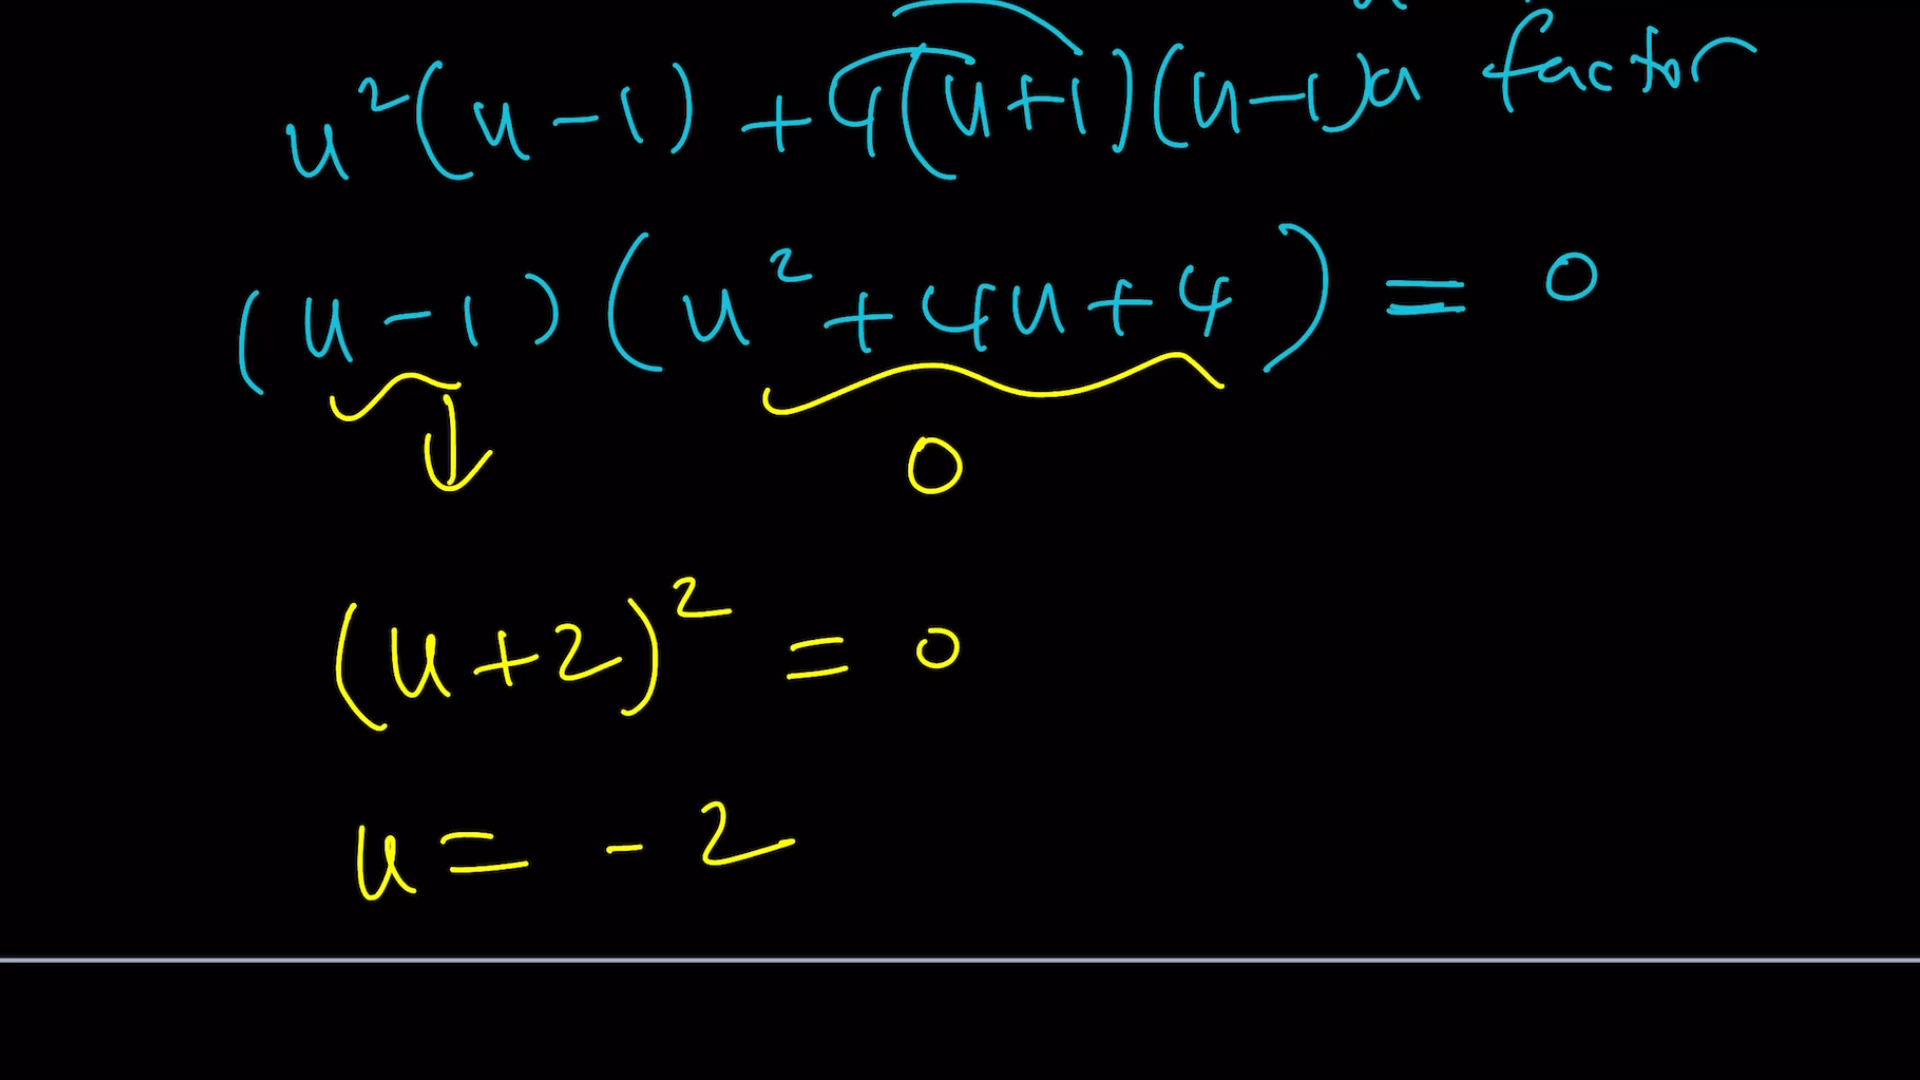 u²(u-1)+4(u+1)(u-1) a factor
(u-1)(u²+4u+4) = 0
0
(u+2)² = 0
u = -2